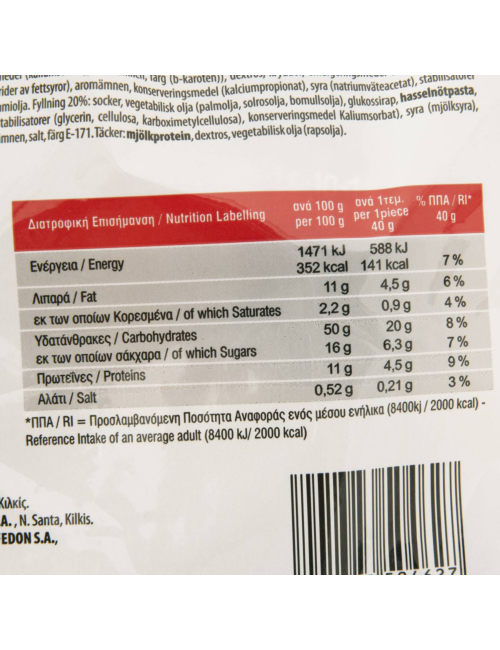 färg (b-karoten)),
rider av fettsyror), aromämnen, konserveringsmedel (kalciumpropionat), syra (natriumväteacetat), stabilisatorer
Fyllning 20%: socker, vegetabilisk olja (palmolja, solrosolja, bomullsolja), glukossirap, hasselnötpasta,
stabilisatorer (glycerin, cellulosa, karboximetylcellulosa), konserveringsmedel Kaliumsorbat), syra (mjölksyra),
salt, färg E-171. Täcker: mjölkprotein, dextros, vegetabilisk olja (rapsolja).
Διατροφική Επισήμανση / Nutrition Labelling
ανά 100 g
per 100 g
ανά 1τεμ.
per 1piece
40 g
% ΠΠΑ / RI*
40 g
Ενέργεια / Energy 1471 kJ 352 kcal 588 kJ 141 kcal 7 %
Λιπαρά / Fat 11 g 4,5 g 6 %
εκ των οποίων Κορεσμένα / of which Saturates 2,2 g 0,9 g 4 %
Υδατάνθρακες / Carbohydrates 50 g 20 g 8 %
εκ των οποίων σάκχαρα / of which Sugars 16 g 6,3 g 7 %
Πρωτεΐνες / Proteins 11 g 4,5 g 9 %
Αλάτι / Salt 0,52 g 0,21 g 3 %
*ΠΠΑ / RI = Προσλαμβανόμενη Ποσότητα Αναφοράς ενός μέσου ενήλικα (8400kj / 2000 kcal) -
Reference Intake of an average adult (8400 kJ/ 2000 kcal)
Κιλκίς.
A. , N. Santa, Kilkis.
EDON S.A.,